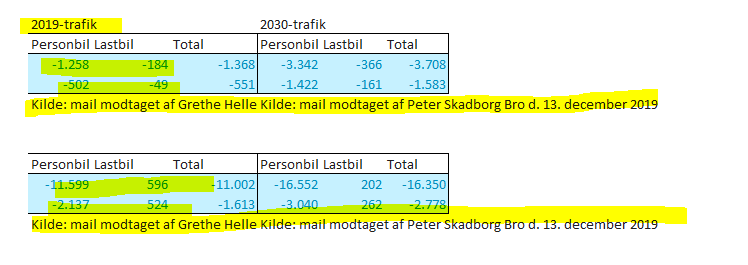 2019-trafik 2030-trafik
Personbil Lastbil Total Personbil Lastbil Total
-1.258 -184 -1.368 -3.342 -366 -3.708
-502 -49 -551 -1.422 -161 -1.583
Kilde: mail modtaget af Grethe Helle Kilde: mail modtaget af Peter Skadborg Bro d. 13. december 2019
Personbil Lastbil Total Personbil Lastbil Total
-11.599 596 -11.002 -16.552 202 -16.350
-2.137 524 -1.613 -3.040 262 -2.778
Kilde: mail modtaget af Grethe Helle Kilde: mail modtaget af Peter Skadborg Bro d. 13. december 2019